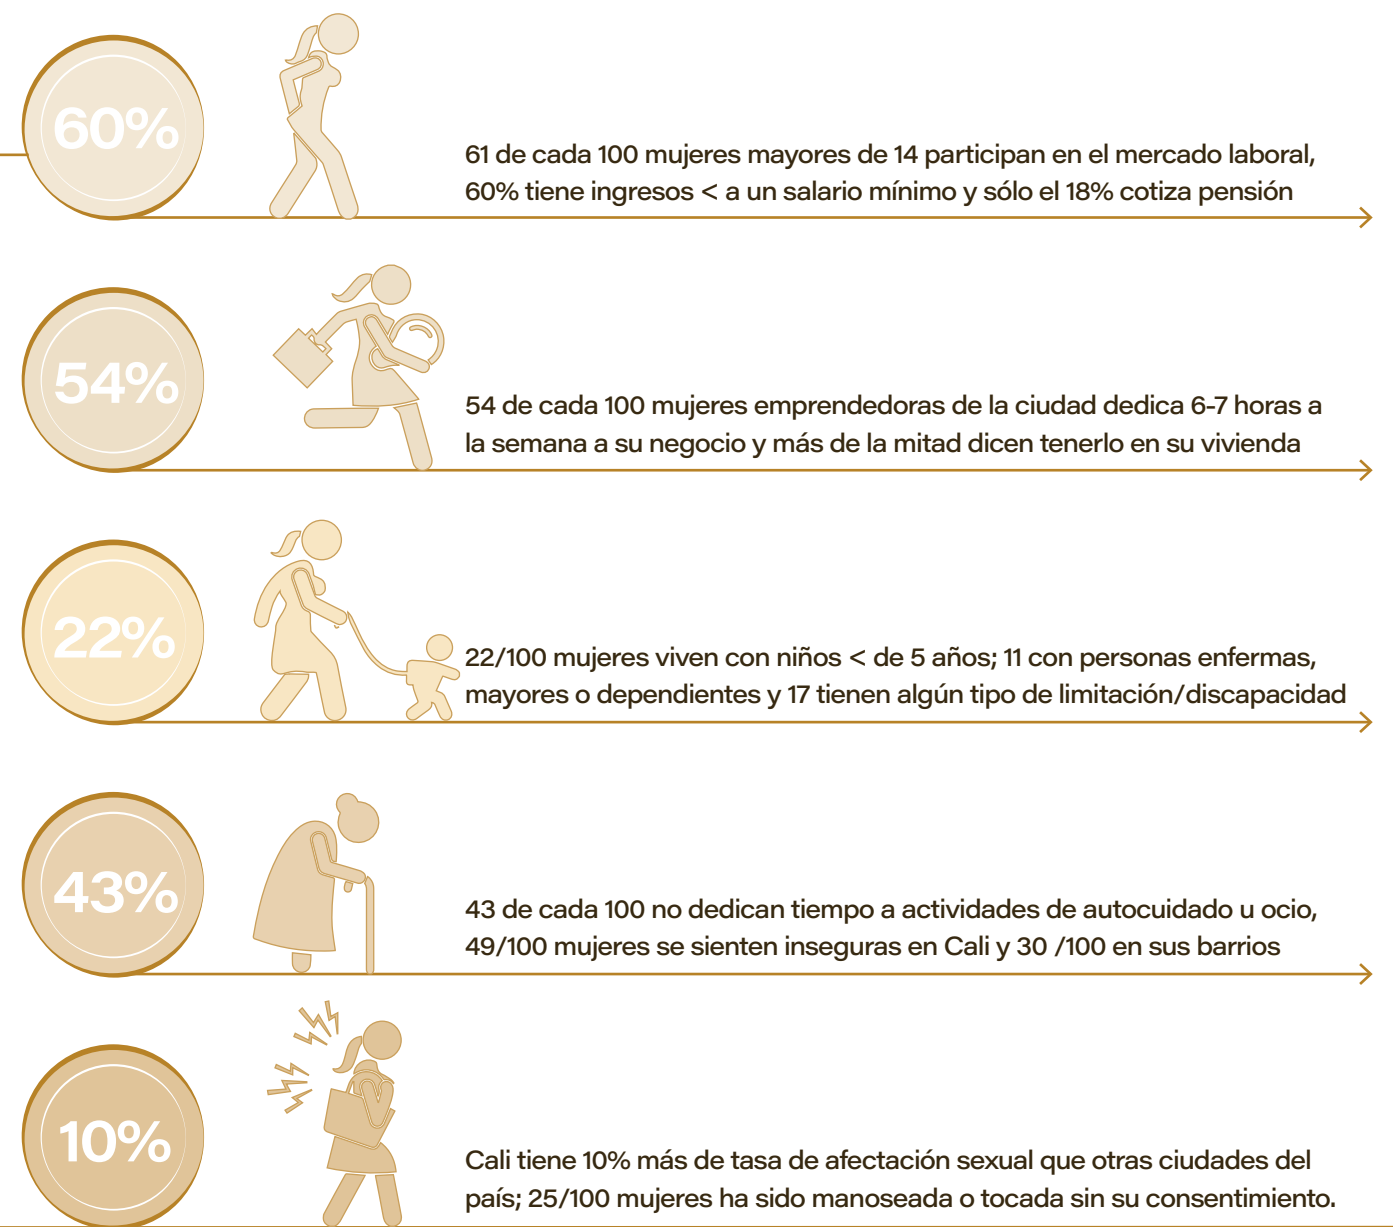 60%
61 de cada 100 mujeres mayores de 14 participan en el mercado laboral,
60% tiene ingresos < a un salario mínimo y sólo el 18% cotiza pensión
54%
54 de cada 100 mujeres emprendedoras de la ciudad dedica 6-7 horas a
la semana a su negocio y más de la mitad dicen tenerlo en su vivienda
22%
22/100 mujeres viven con niños < de 5 años; 11 con personas enfermas,
mayores o dependientes y 17 tienen algún tipo de limitación/discapacidad
43%
43 de cada 100 no dedican tiempo a actividades de autocuidado u ocio,
49/100 mujeres se sienten inseguras en Cali y 30 /100 en sus barrios
10%
Cali tiene 10% más de tasa de afectación sexual que otras ciudades del
país; 25/100 mujeres ha sido manoseada o tocada sin su consentimiento.